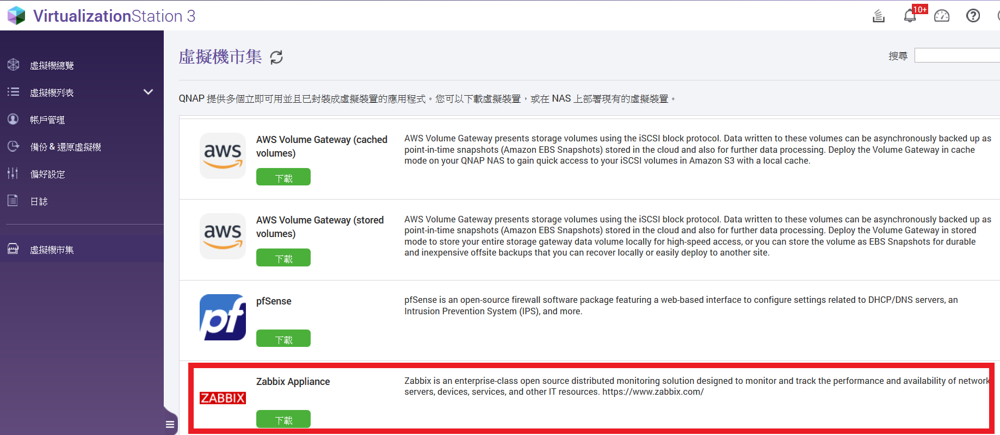 VirtualizationStation 3
10+
虛擬機總覽
虛擬機列表
帳戶管理
備份 & 還原虛擬機
偏好設定
日誌
虛擬機市集
虛擬機市集
搜尋
QNAP 提供多個立即可用並且已封裝成虛擬裝置的應用程式。您可以下載虛擬裝置，或在 NAS 上部署現有的虛擬裝置。
aws
AWS Volume Gateway (cached
volumes)
下載
AWS Volume Gateway presents storage volumes using the iSCSI block protocol. Data written to these volumes can be asynchronously backed up as
point-in-time snapshots (Amazon EBS Snapshots) stored in the cloud and also for further data processing. Deploy the Volume Gateway in cache
mode on your QNAP NAS to gain quick access to your iSCSI volumes in Amazon S3 with a local cache.
aws
AWS Volume Gateway (stored
volumes)
下載
AWS Volume Gateway presents storage volumes using the iSCSI block protocol. Data written to these volumes can be asynchronously backed up as
point-in-time snapshots (Amazon EBS Snapshots) stored in the cloud and also for further data processing. Deploy the Volume Gateway in stored
mode to store your entire storage gateway data volume locally for high-speed access, or you can store the volume as EBS Snapshots for durable
and inexpensive offsite backups that you can recover locally or easily deploy to another site.
pf
pfSense
下載
pfSense is an open-source firewall software package featuring a web-based interface to configure settings related to DHCP/DNS servers, an
Intrusion Prevention System (IPS), and more.
ZABBIX
Zabbix Appliance
下載
Zabbix is an enterprise-class open source distributed monitoring solution designed to monitor and track the performance and availability of network
servers, devices, services, and other IT resources. https://www.zabbix.com/